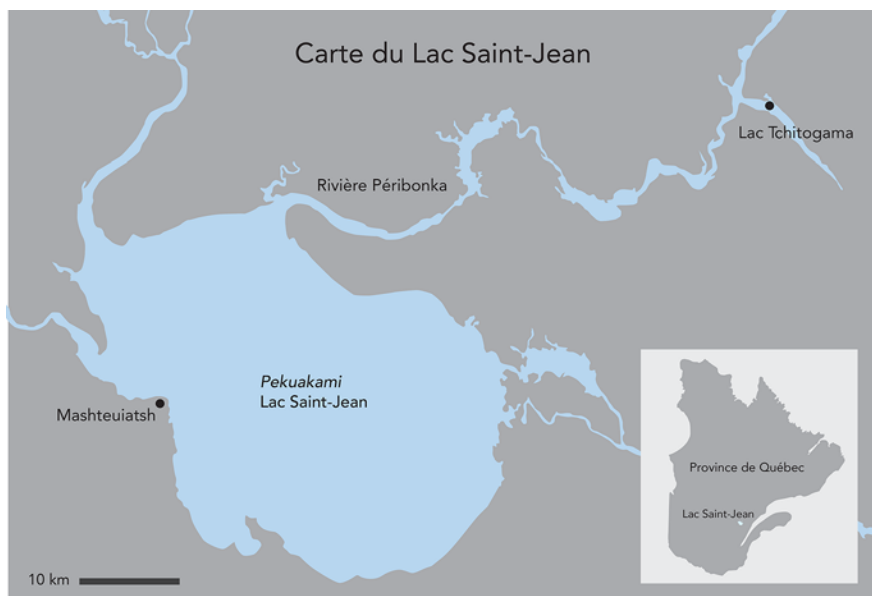 Carte du Lac Saint-Jean
Lac Tchitogama
Rivière Péribonka
Pekuakami
Lac Saint-Jean
Mashteuiatsh
Province de Québec
Lac Saint-Jean
10 km